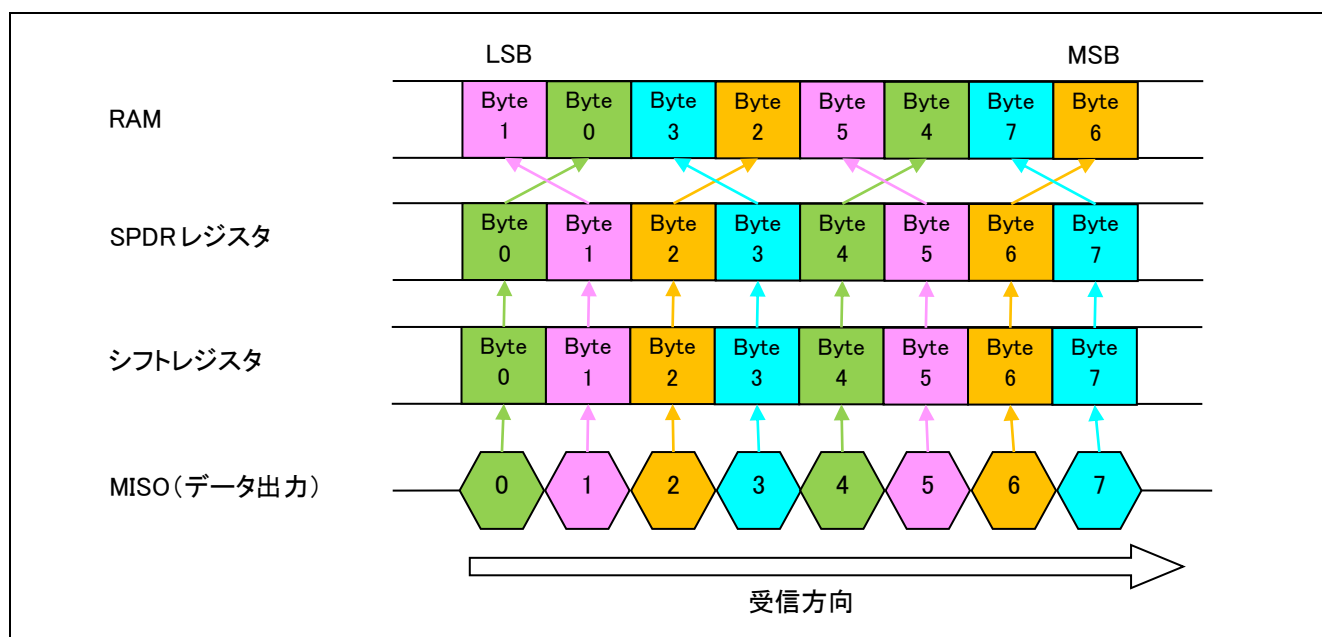 LSB MSB
RAM
Byte 1 Byte 0 Byte 3 Byte 2 Byte 5 Byte 4 Byte 7 Byte 6
SPDRレジスタ
Byte 0 Byte 1 Byte 2 Byte 3 Byte 4 Byte 5 Byte 6 Byte 7
シフトレジスタ
Byte 0 Byte 1 Byte 2 Byte 3 Byte 4 Byte 5 Byte 6 Byte 7
MISO(データ出力)
0 1 2 3 4 5 6 7
受信方向